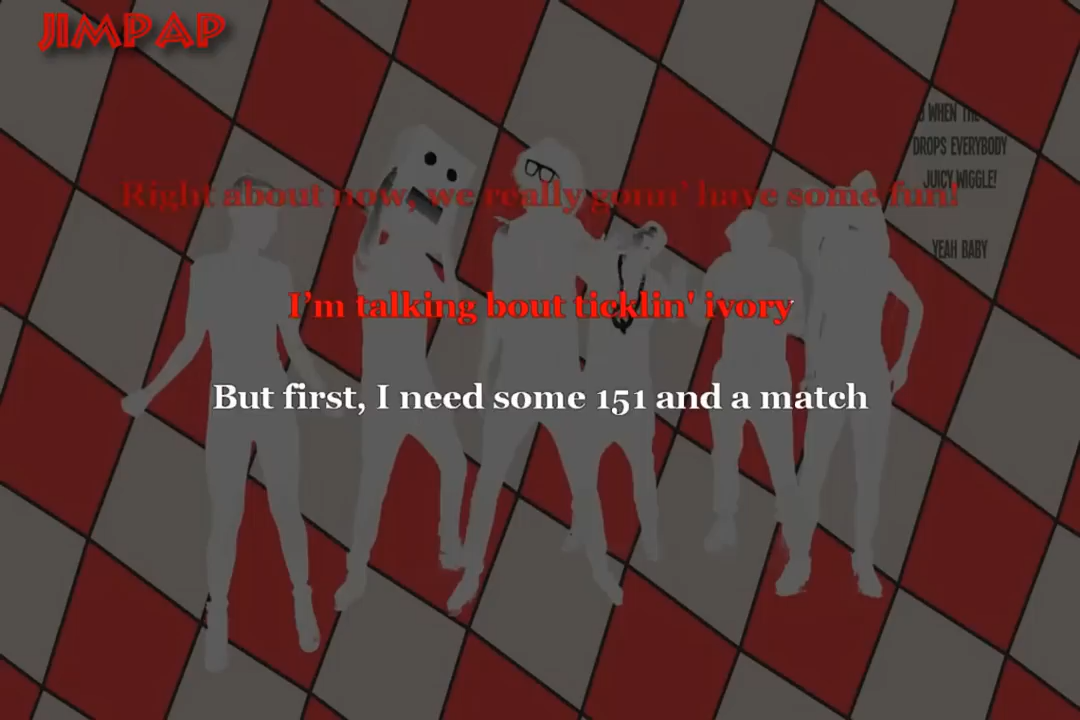 JIMPAP
WHEN THE
DROPS EVERYBODY
JUICY WIGGLE!
YEAH BABY
Right about now, we really gonn' have some fun!
I’m talking bout ticklin' ivory
But first, I need some 151 and a match